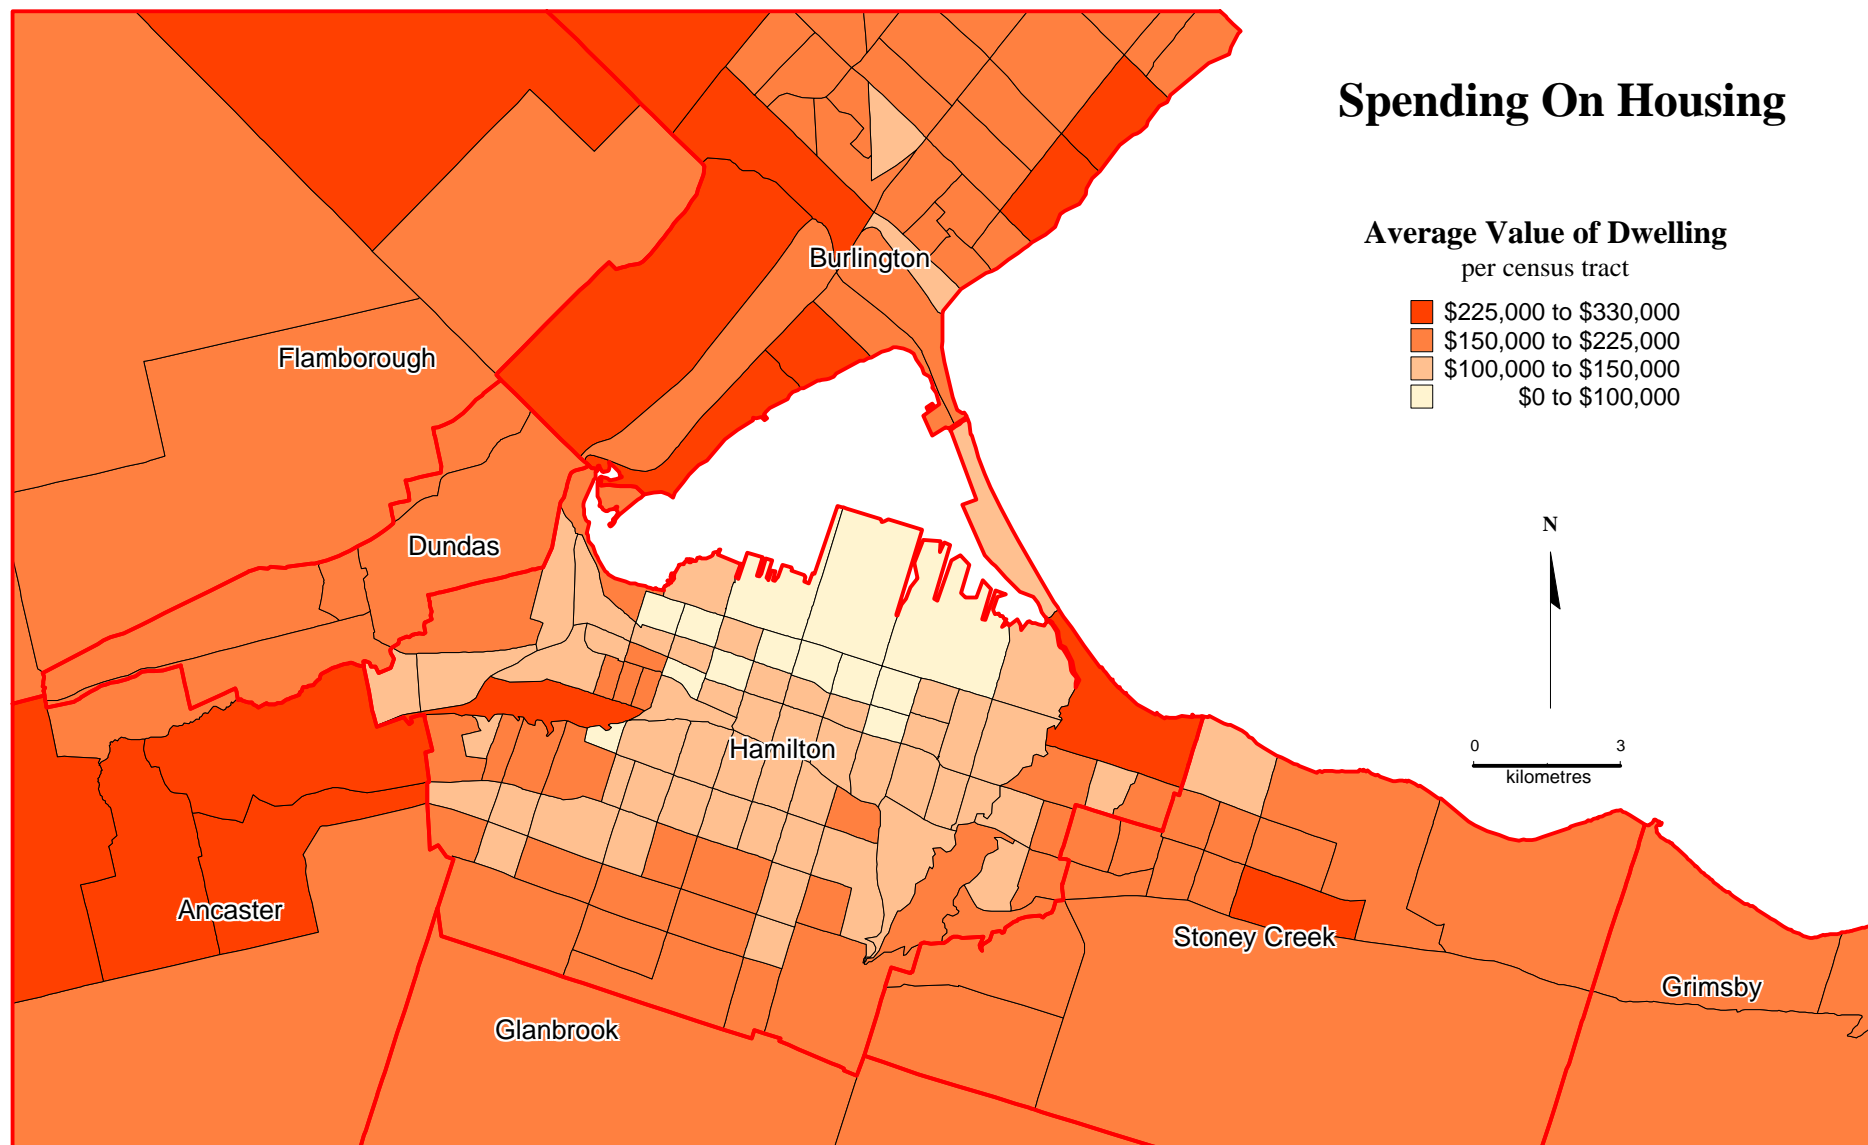 Spending On Housing
Average Value of Dwelling
per census tract
$225,000 to $330,000
$150,000 to $225,000
$100,000 to $150,000
$0 to $100,000
Burlington
Flamborough
Dundas
N
Hamilton
0 3
kilometres
Ancaster
Stoney Creek
Grimsby
Glanbrook